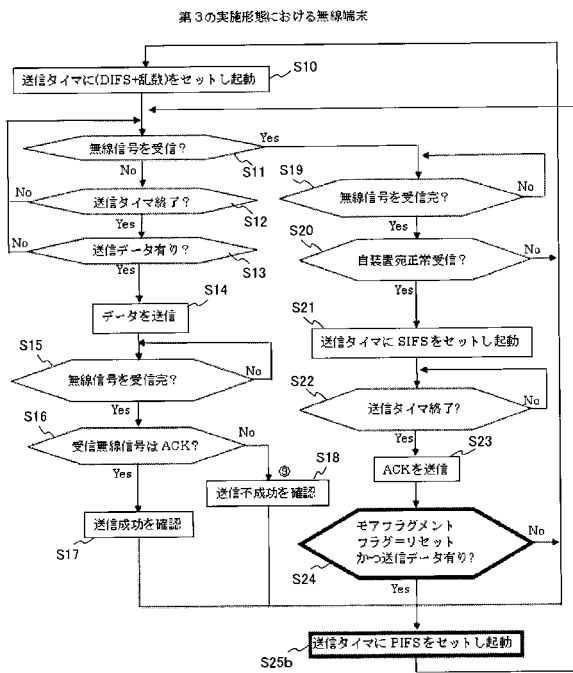 第3の実施形態における無線端末
送信タイマに(DIFS+乱数)をセットし起動
S10
無線信号を受信?
Yes
No
S11
送信タイマ終了?
No
Yes
S12
送信データ有り?
No
Yes
S13
S14
データを送信
S15
無線信号を受信完?
No
Yes
S16
受信無線信号はACK?
No
Yes
⑨
S18
送信不成功を確認
送信成功を確認
S17
S19
無線信号を受信完?
No
Yes
S20
自装置宛正常受信?
No
Yes
S21
送信タイマにSIFSをセットし起動
S22
送信タイマ終了?
No
Yes
S23
ACKを送信
モアフラグメント
フラグ=リセット
かつ送信データ有り?
No
S24
Yes
送信タイマにPIFSをセットし起動
S25b